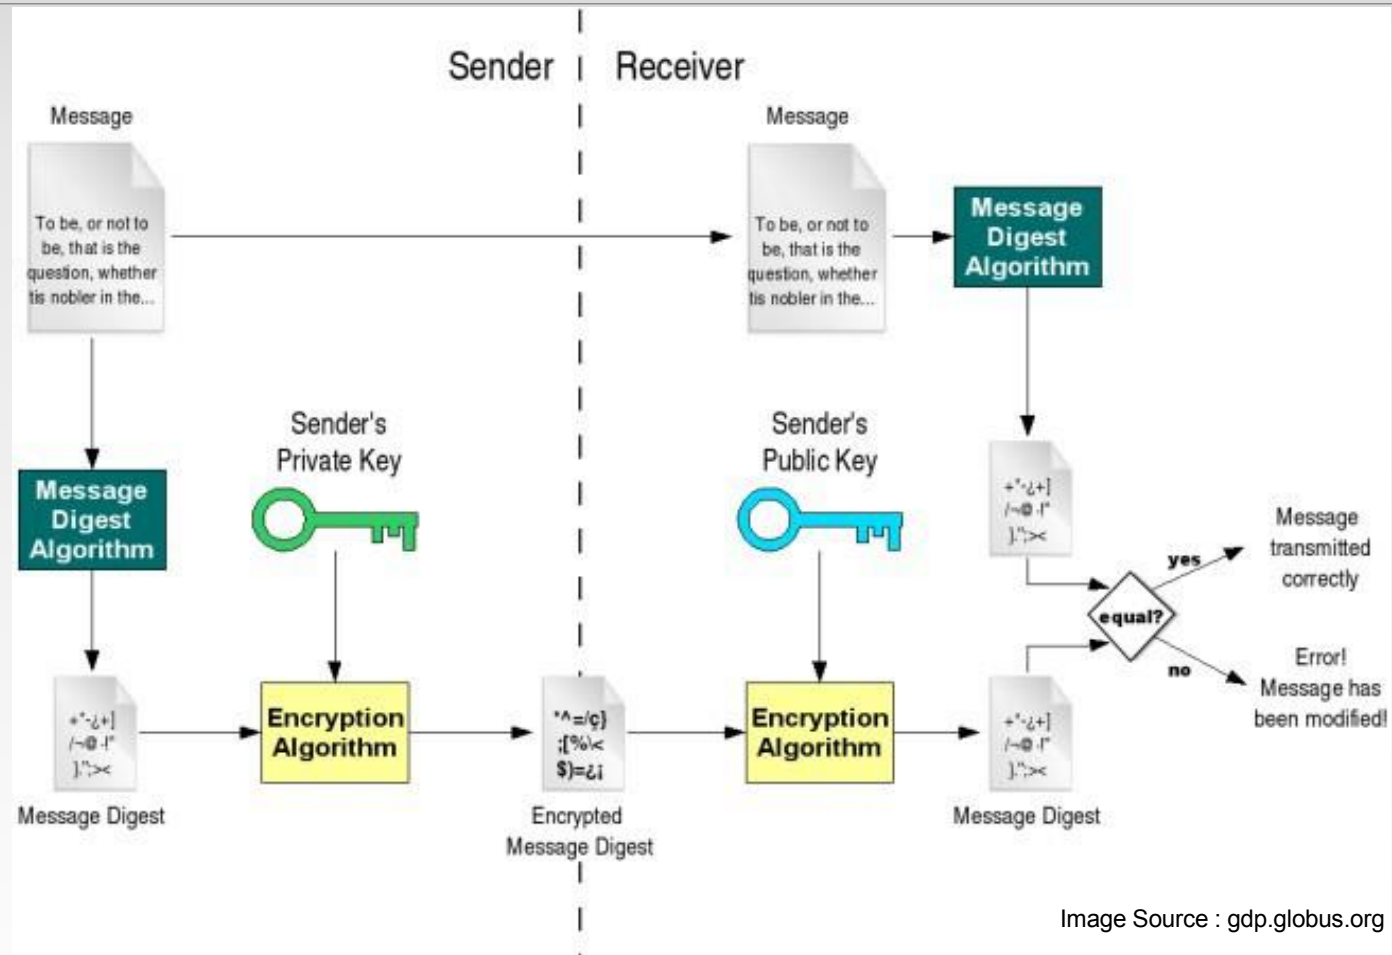 Sender
Receiver
Message
To be, or not to
be, that is the
question, whether
tis nobler in the...
Message
To be, or not to
be, that is the
question, whether
tis nobler in the...
Message
Digest
Algorithm
Sender's
Private Key
Sender's
Public Key
Message
Digest
Algorithm
+*-¿+]
/¬@ -!"
}.";><
yes
Message
transmitted
correctly
equal?
no
Error!
Message has
been modified!
+*-¿+]
/¬@ -!"
}.";><
Message Digest
Encryption
Algorithm
*^=/ç}
;[%\<
$)=¿¡
Encrypted
Message Digest
Encryption
Algorithm
+*-¿+]
/¬@ -!"
}.";><
Message Digest
Image Source : gdp.globus.org